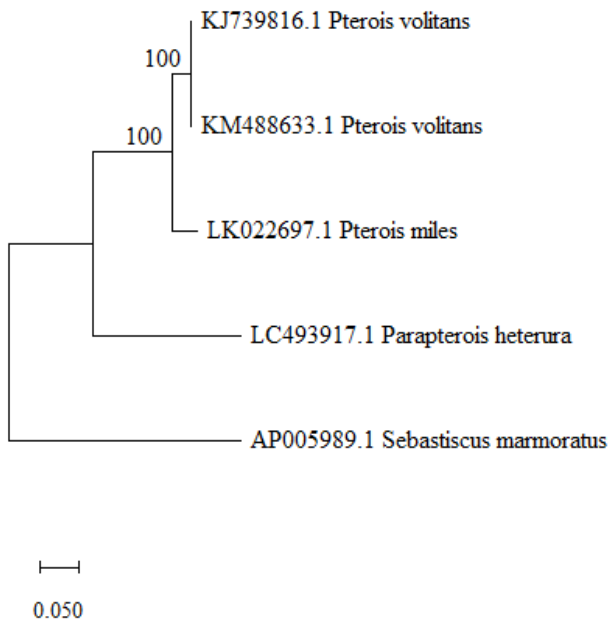 KJ739816.1 Pterois volitans
100
KM488633.1 Pterois volitans
100
LK022697.1 Pterois miles
LC493917.1 Parapterois heterura
AP005989.1 Sebastiscus marmoratus
0.050